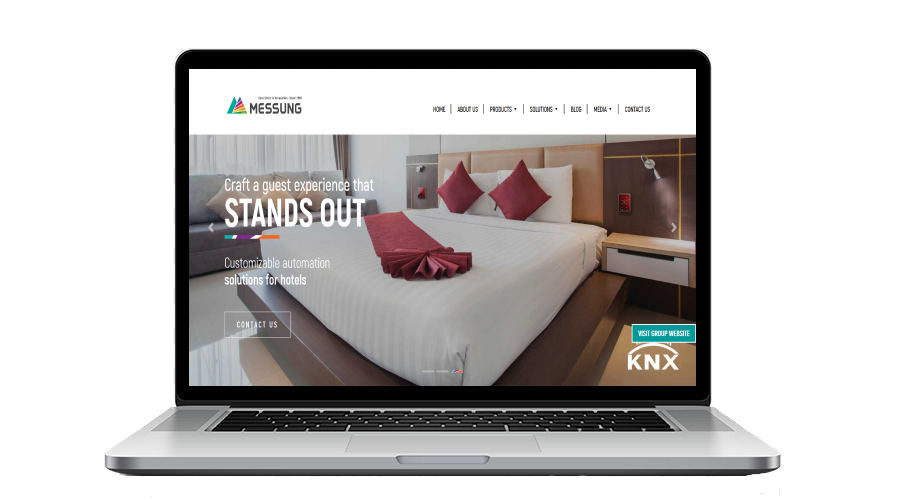 MESSUNG
HOME
ABOUT US
PRODUCTS
SOLUTIONS
BLOG
MEDIA
CONTACT US
Craft a guest experience that
STANDS OUT
Customizable automation
solutions for hotels
CONTACT US
VISIT GROUP WEBSITE
KNX